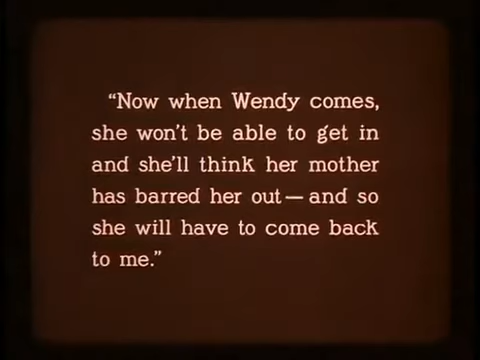 “Now when Wendy comes,
she won't be able to get in
and she'll think her mother
has barred her out — and so
she will have to come back
to me.”